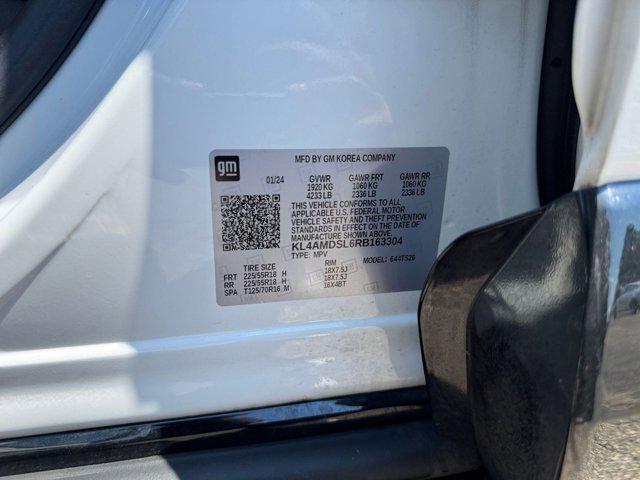 gm
MFD BY GM KOREA COMPANY
01/24 GVWR GAWR FRT GAWR RR
1920 KG 1060 KG 1060 KG
4233 LB 2336 LB 2336 LB
THIS VEHICLE CONFORMS TO ALL
APPLICABLE U.S. FEDERAL MOTOR
VEHICLE SAFETY AND THEFT PREVENTION
STANDARDS IN EFFECT ON THE DATE OF
MANUFACTURE SHOWN ABOVE.
KL4AMDSL6RB163304
TYPE: MPV MODEL: 644TS26
TIRE SIZE RIM
FRT 225/55R18 H 18X7.5J
RR 225/55R18 H 18X7.5J
SPA T125/70R16 M 16X4BT